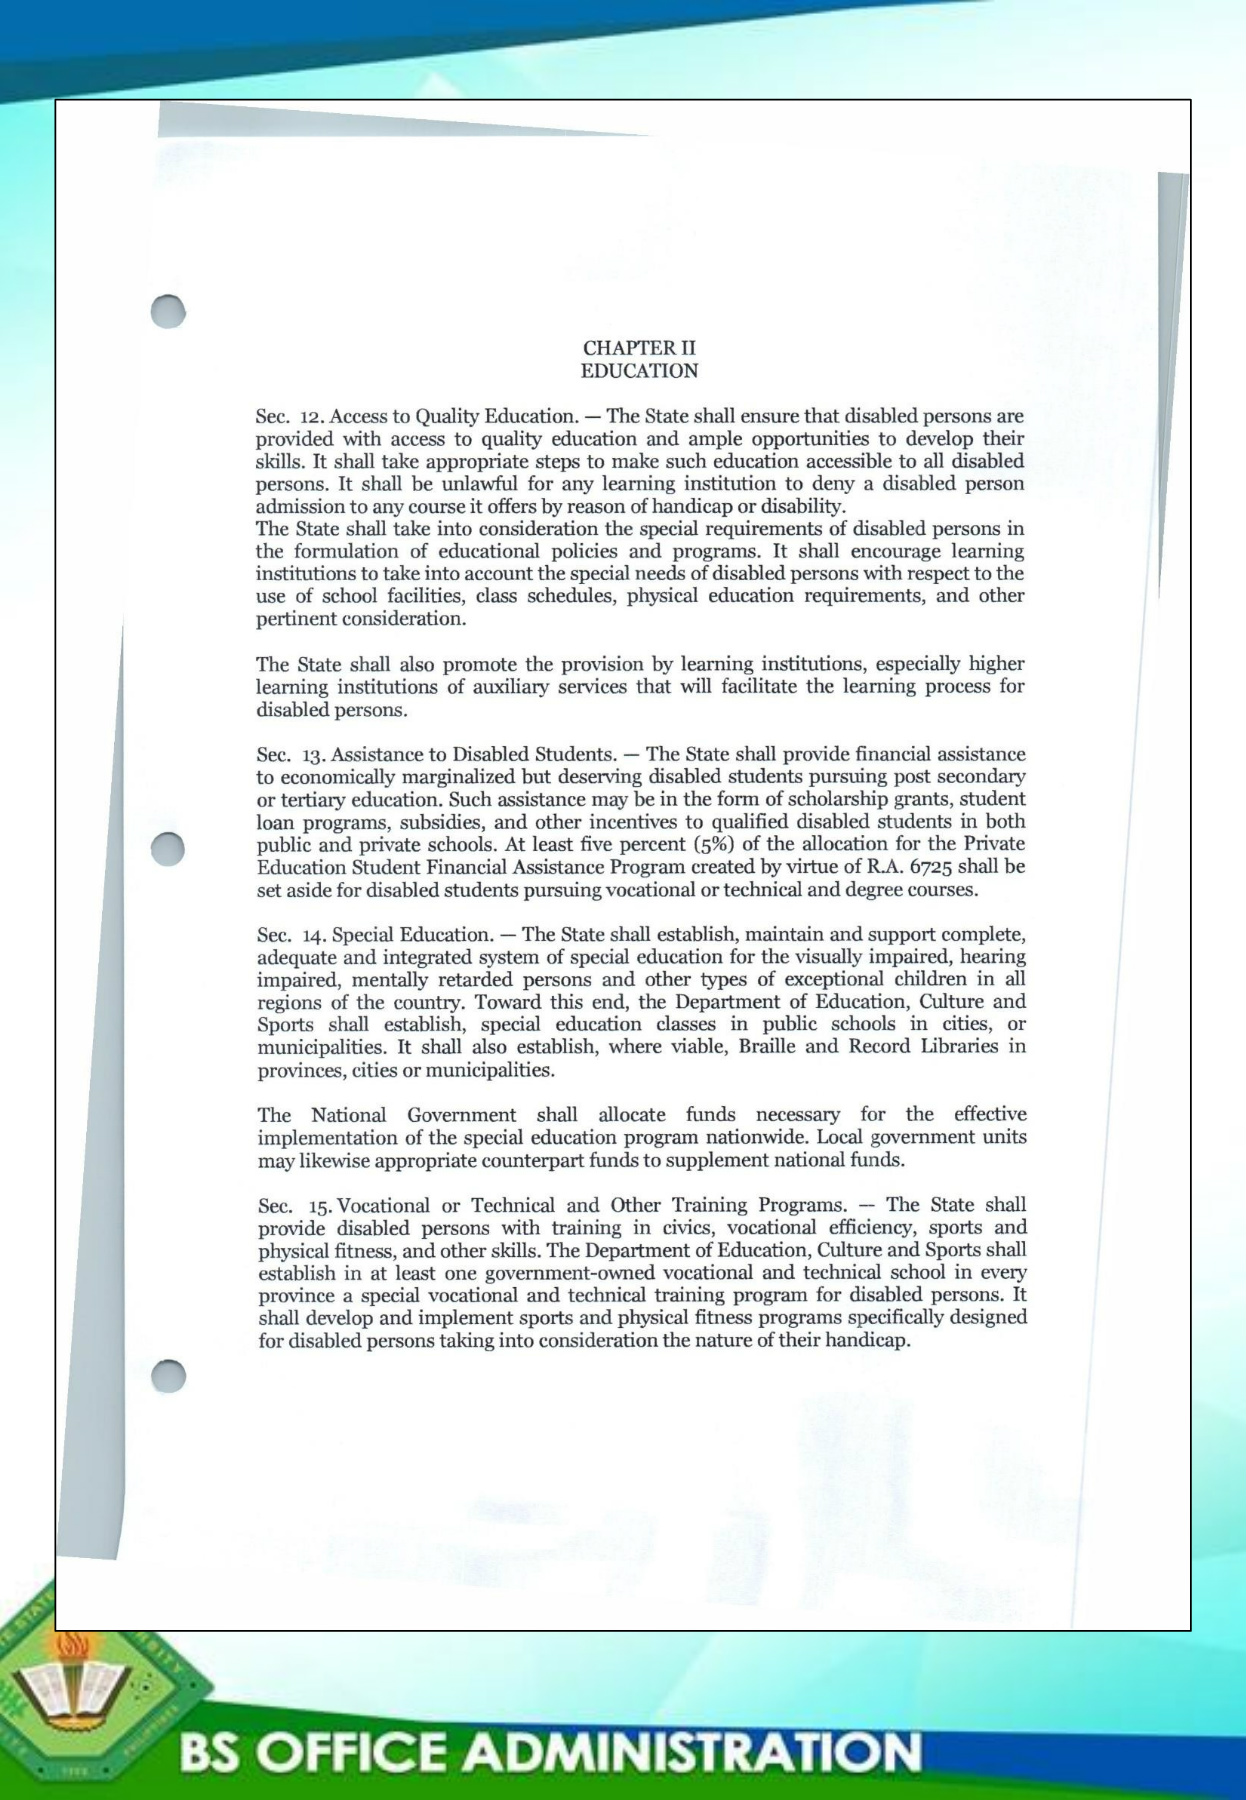 CHAPTER II
EDUCATION
Sec. 12. Access to Quality Education. — The State shall ensure that disabled persons are
provided with access to quality education and ample opportunities to develop their
skills. It shall take appropriate steps to make such education accessible to all disabled
persons. It shall be unlawful for any learning institution to deny a disabled person
admission to any course it offers by reason of handicap or disability.
The State shall take into consideration the special requirements of disabled persons in
the formulation of educational policies and programs. It shall encourage learning
institutions to take into account the special needs of disabled persons with respect to the
use of school facilities, class schedules, physical education requirements, and other
pertinent consideration.
The State shall also promote the provision by learning institutions, especially higher
learning institutions of auxiliary services that will facilitate the learning process for
disabled persons.
Sec. 13. Assistance to Disabled Students. — The State shall provide financial assistance
to economically marginalized but deserving disabled students pursuing post secondary
or tertiary education. Such assistance may be in the form of scholarship grants, student
loan programs, subsidies, and other incentives to qualified disabled students in both
public and private schools. At least five percent (5%) of the allocation for the Private
Education Student Financial Assistance Program created by virtue of R.A. 6725 shall be
set aside for disabled students pursuing vocational or technical and degree courses.
Sec. 14. Special Education. — The State shall establish, maintain and support complete,
adequate and integrated system of special education for the visually impaired, hearing
impaired, mentally retarded persons and other types of exceptional children in all
regions of the country. Toward this end, the Department of Education, Culture and
Sports shall establish, special education classes in public schools in cities, or
municipalities. It shall also establish, where viable, Braille and Record Libraries in
provinces, cities or municipalities.
The National Government shall allocate funds necessary for the effective
implementation of the special education program nationwide. Local government units
may likewise appropriate counterpart funds to supplement national funds.
Sec. 15. Vocational or Technical and Other Training Programs. — The State shall
provide disabled persons with training in civics, vocational efficiency, sports and
physical fitness, and other skills. The Department of Education, Culture and Sports shall
establish in at least one government-owned vocational and technical school in every
province a special vocational and technical training program for disabled persons. It
shall develop and implement sports and physical fitness programs specifically designed
for disabled persons taking into consideration the nature of their handicap.
BS OFFICE ADMINISTRATION